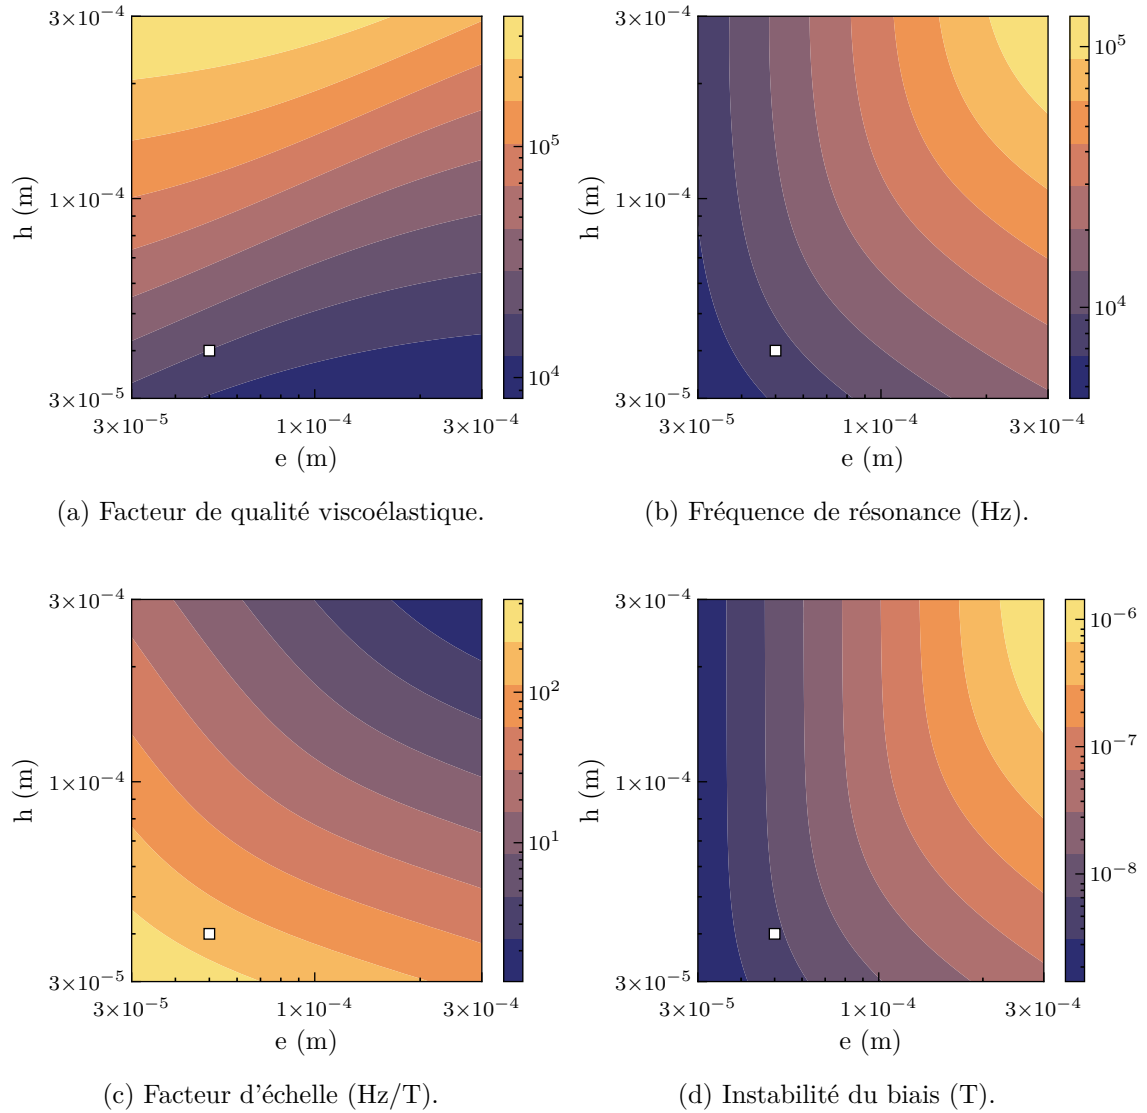 3×10⁻⁴
1×10⁻⁴
3×10⁻⁵
h (m)
3×10⁻⁵
1×10⁻⁴
3×10⁻⁴
e (m)
10⁵
10⁴
(a) Facteur de qualité viscoélastique.
3×10⁻⁴
1×10⁻⁴
3×10⁻⁵
h (m)
3×10⁻⁵
1×10⁻⁴
3×10⁻⁴
e (m)
10⁵
10⁴
(b) Fréquence de résonance (Hz).
3×10⁻⁴
1×10⁻⁴
3×10⁻⁵
h (m)
3×10⁻⁵
1×10⁻⁴
3×10⁻⁴
e (m)
10²
10¹
(c) Facteur d'échelle (Hz/T).
3×10⁻⁴
1×10⁻⁴
3×10⁻⁵
h (m)
3×10⁻⁵
1×10⁻⁴
3×10⁻⁴
e (m)
10⁻⁶
10⁻⁷
10⁻⁸
(d) Instabilité du biais (T).